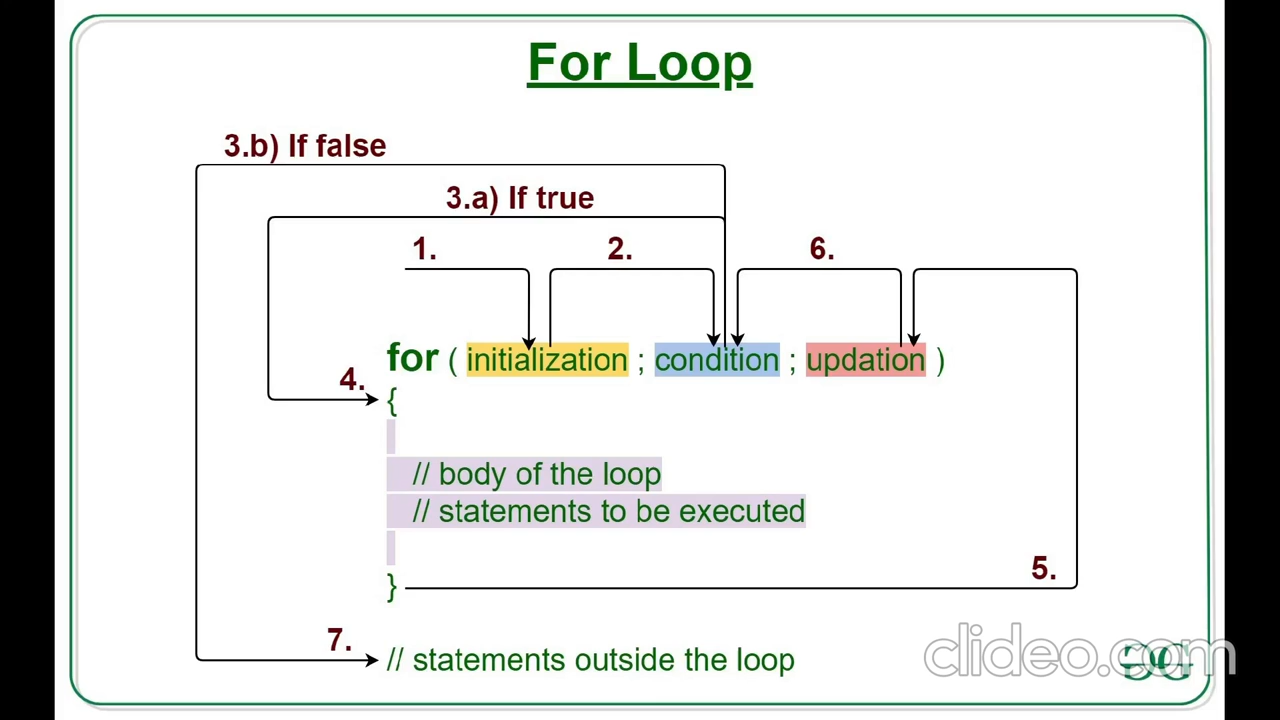 For Loop
3.b) If false
3.a) If true
1.
2.
6.
for ( initialization ; condition ; updation )
4.
{
// body of the loop
// statements to be executed
5.
}
7.
// statements outside the loop
clideo.com